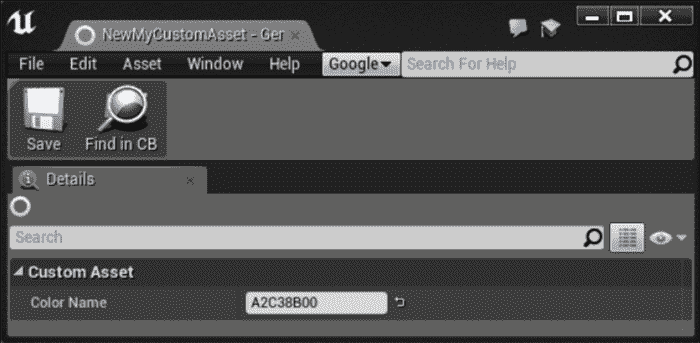 NewMyCustomAsset - Ger
File Edit Asset Window Help Google Search For Help
Save Find in CB
Details
Search
Custom Asset
Color Name A2C38B00